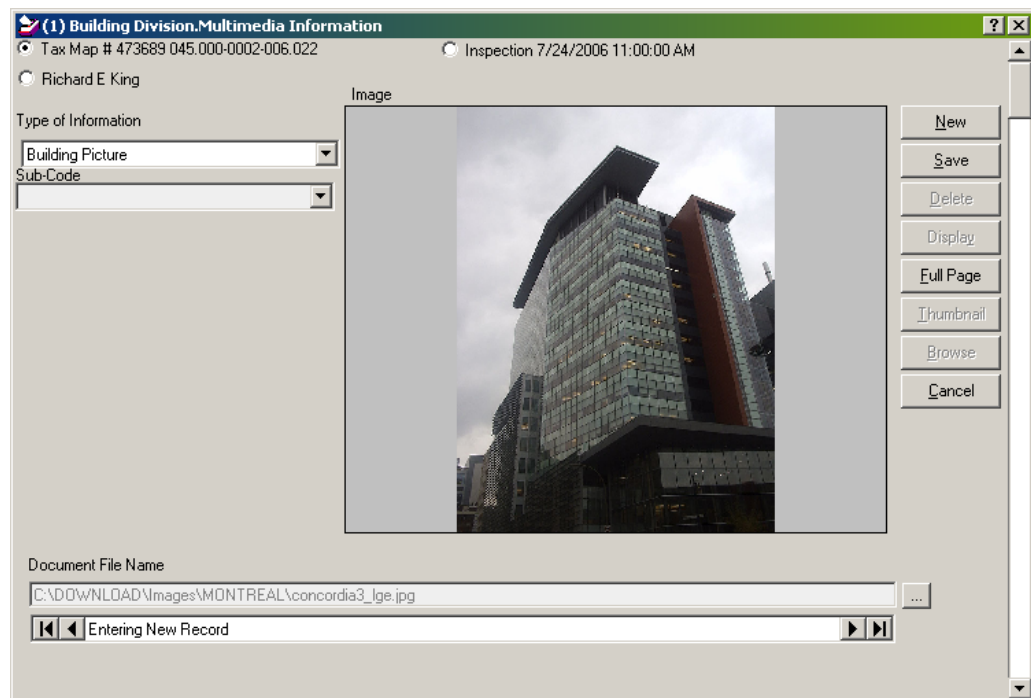 (1) Building Division.Multimedia Information
Tax Map # 473689 045.000-0002-006.022
Inspection 7/24/2006 11:00:00 AM
Richard E King
Image
Type of Information
Building Picture
Sub-Code
New
Save
Delete
Display
Full Page
Thumbnail
Browse
Cancel
Document File Name
C:\DOWNLOAD\Images\MONTREAL\concordia3_lge.jpg
...
Entering New Record